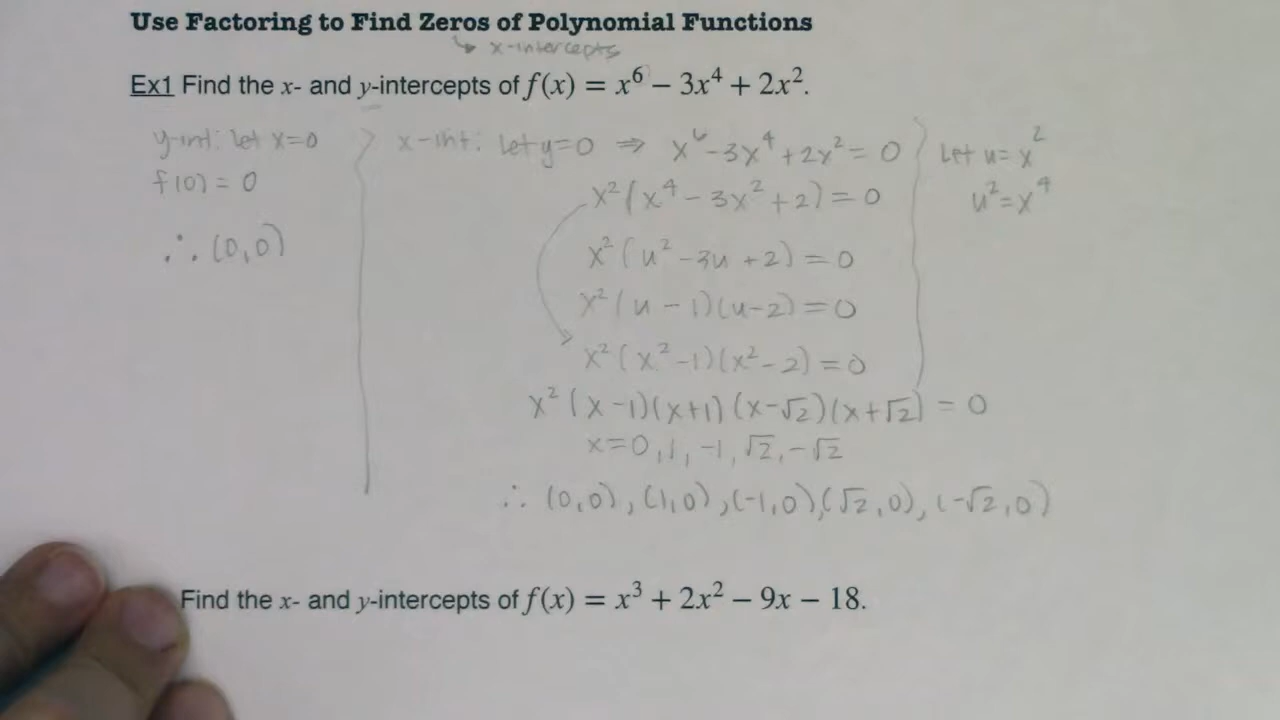 Use Factoring to Find Zeros of Polynomial Functions
↳ x-intercepts
Ex1 Find the x- and y-intercepts of f(x) = x⁶ − 3x⁴ + 2x².
y-int: let x=0
f(0) = 0
∴ (0,0)
x-int: let y=0 ⇒ x⁶-3x⁴+2x²=0
x²(x⁴-3x²+2)=0
x²(u²-3u+2)=0
x²(u-1)(u-2)=0
x²(x²-1)(x²-2)=0
x²(x-1)(x+1)(x-√2)(x+√2)=0
x=0,1,-1,√2,-√2
∴ (0,0),(1,0),(-1,0),(√2,0),(-√2,0)
Let u=x²
u²=x⁴
Find the x- and y-intercepts of f(x) = x³ + 2x² − 9x − 18.